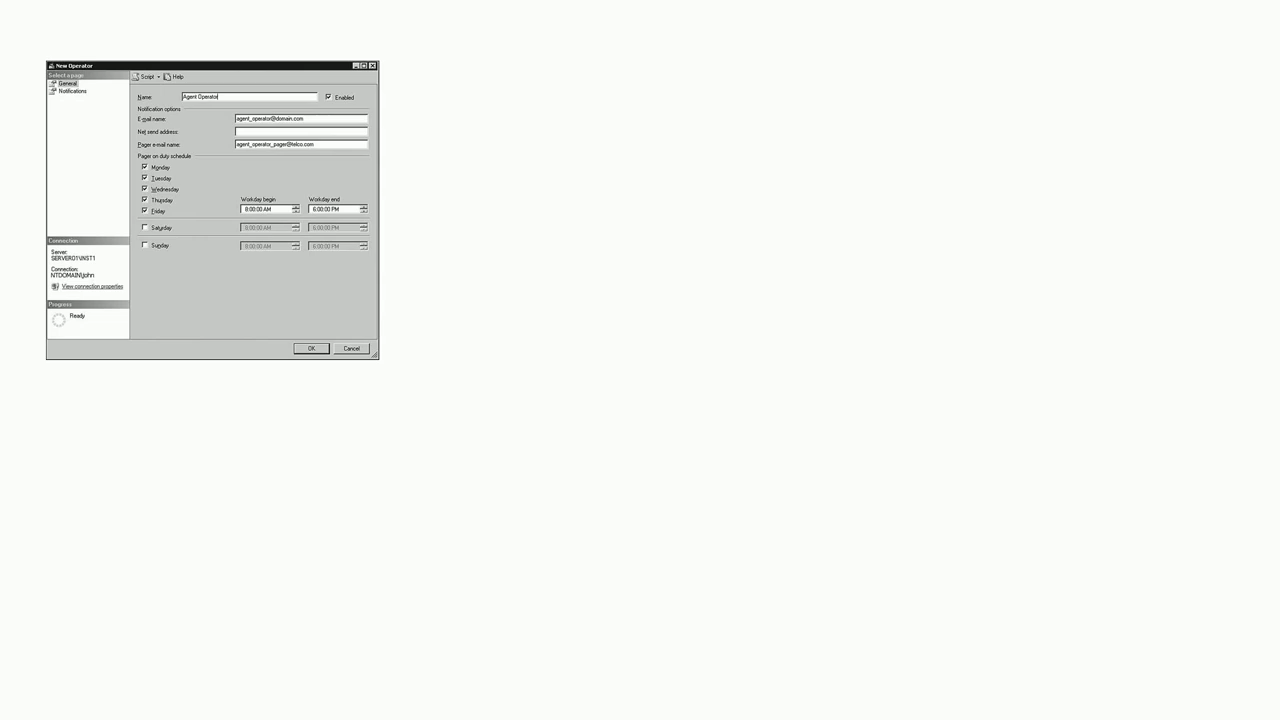 New Operator
Select a page
General
Notifications
Script Help
Name: Agent Operator Enabled
Notification options
E-mail name: agent_operator@domain.com
Net send address:
Pager e-mail name: agent_operator_pager@telco.com
Pager on duty schedule
Monday
Tuesday
Wednesday
Thursday Workday begin Workday end
Friday 8:00:00 AM 6:00:00 PM
Saturday 8:00:00 AM 6:00:00 PM
Sunday 8:00:00 AM 6:00:00 PM
Connection
Server:
SERVER01\INST1
Connection:
NTDOMAIN\john
View connection properties
Progress
Ready
OK Cancel